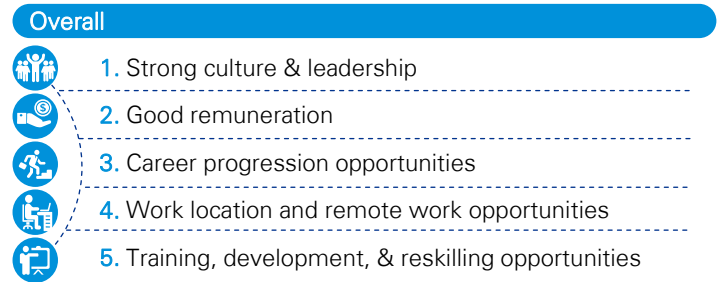 Overall
1. Strong culture & leadership
2. Good remuneration
3. Career progression opportunities
4. Work location and remote work opportunities
5. Training, development, & reskilling opportunities